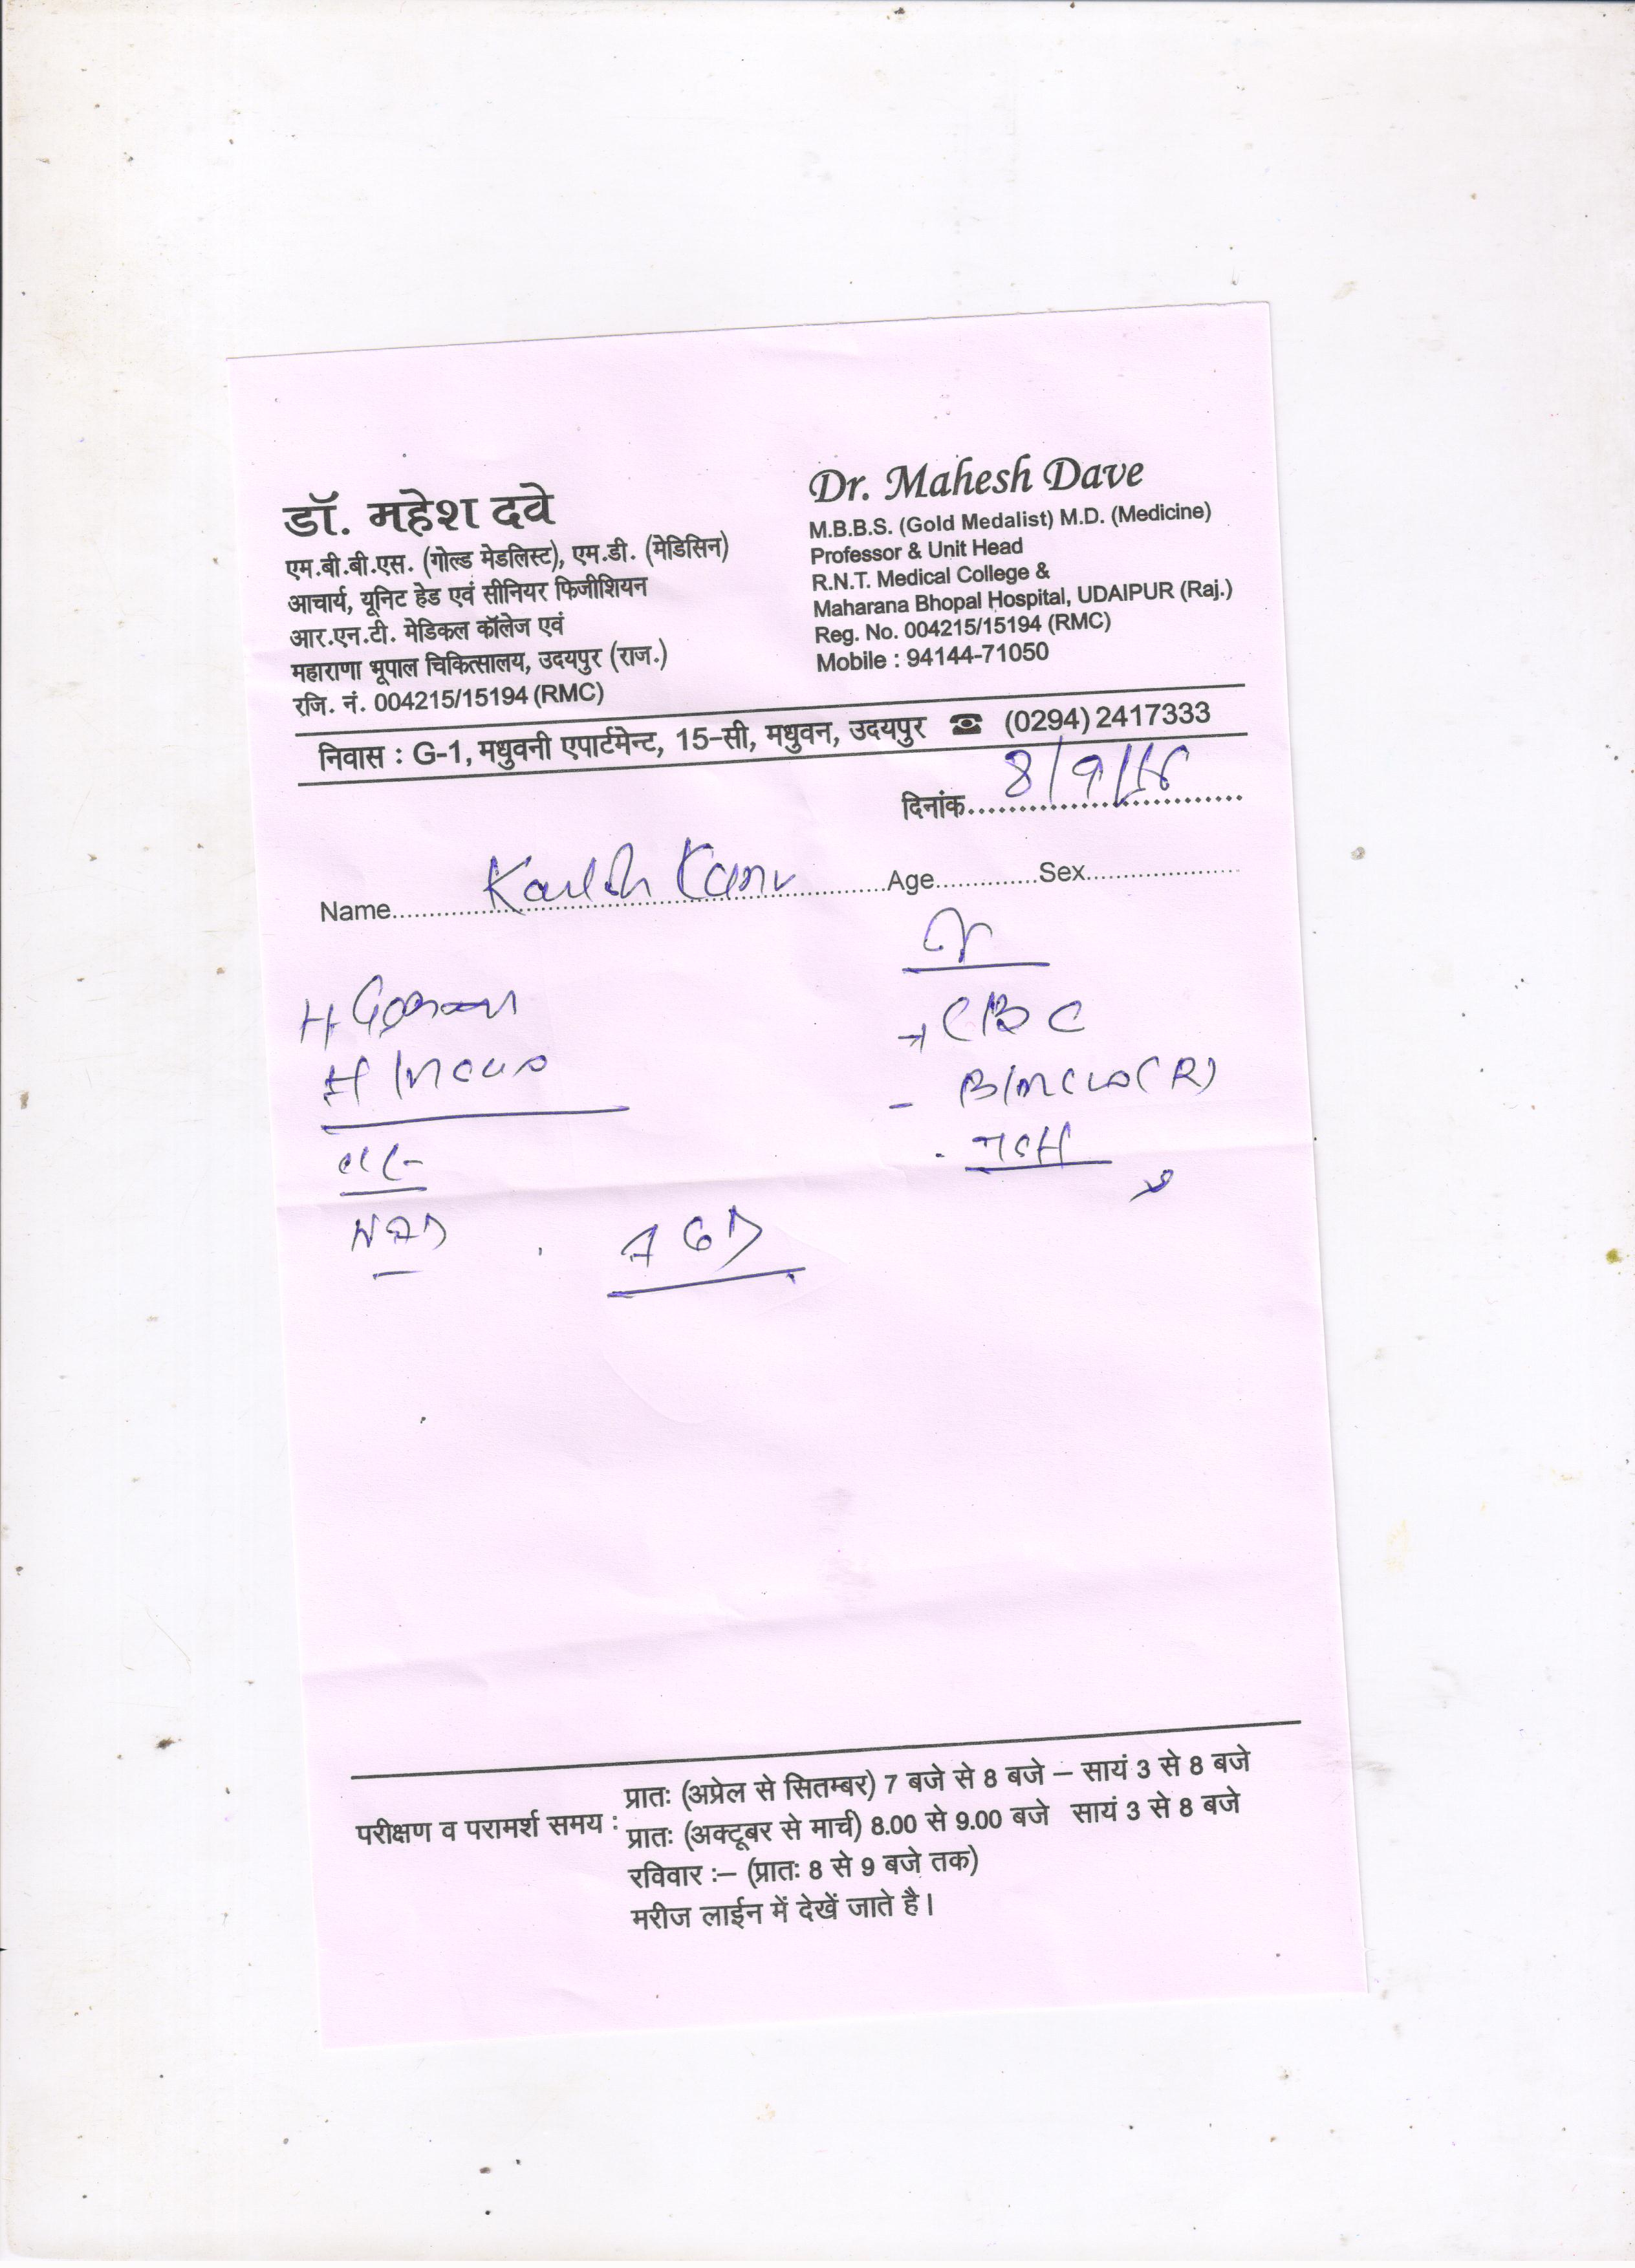 डॉ. महेश दवे
एम.बी.बी.एस. (गोल्ड मेडलिस्ट), एम.डी. (मेडिसिन)
आचार्य, यूनिट हेड एवं सीनियर फिजीशियन
आर.एन.टी. मेडिकल कॉलेज एवं
महाराणा भूपाल चिकित्सालय, उदयपुर (राज.)
रजि. नं. 004215/15194 (RMC)
Dr. Mahesh Dave
M.B.B.S. (Gold Medalist) M.D. (Medicine)
Professor & Unit Head
R.N.T. Medical College &
Maharana Bhopal Hospital, UDAIPUR (Raj.)
Reg. No. 004215/15194 (RMC)
Mobile : 94144-71050
निवास : G-1, मधुवनी एपार्टमेन्ट, 15-सी, मधुवन, उदयपुर ☎ (0294) 2417333
दिनांक 8/9/
Name Age Sex
CBC
AGD
परीक्षण व परामर्श समय :
प्रातः (अप्रेल से सितम्बर) 7 बजे से 8 बजे – सायं 3 से 8 बजे
प्रातः (अक्टूबर से मार्च) 8.00 से 9.00 बजे सायं 3 से 8 बजे
रविवार :– (प्रातः 8 से 9 बजे तक)
मरीज लाईन में देखें जाते है।